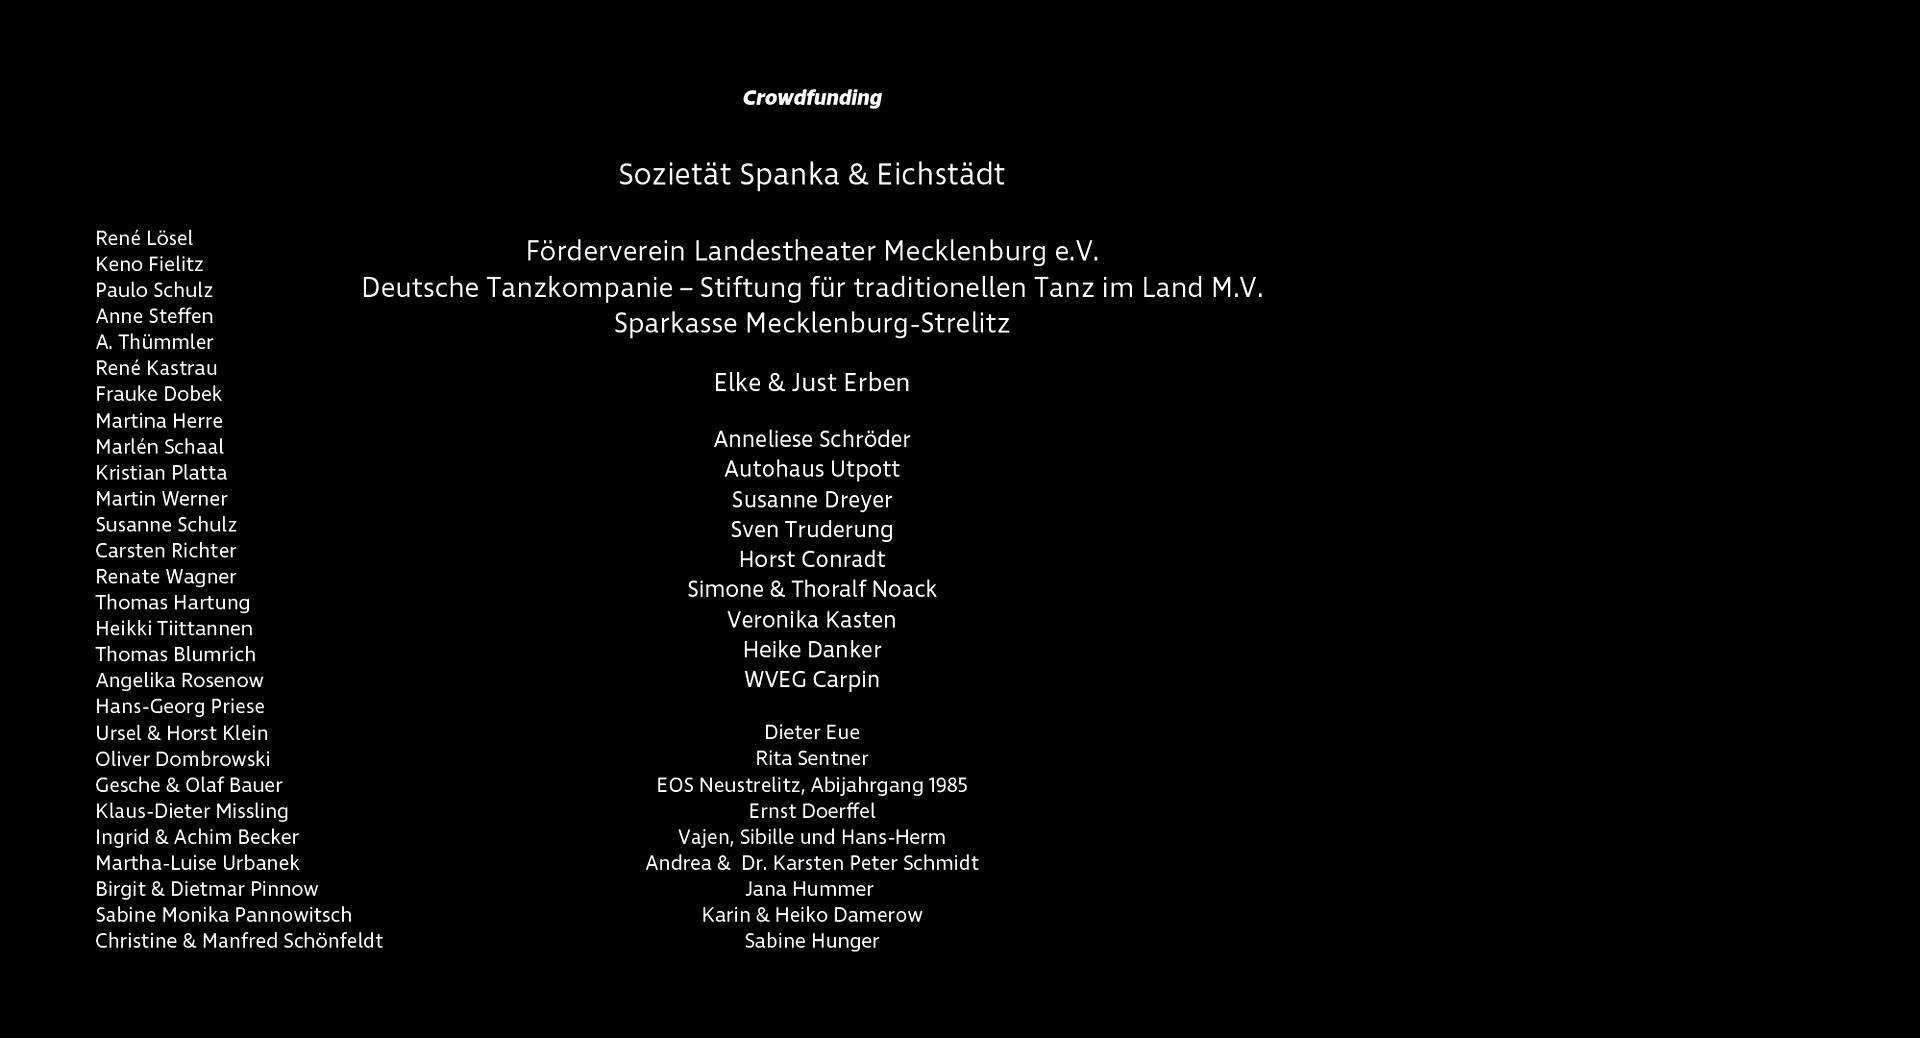 Crowdfunding
Sozietät Spanka & Eichstädt
Förderverein Landestheater Mecklenburg e.V.
Deutsche Tanzkompanie – Stiftung für traditionellen Tanz im Land M.V.
Sparkasse Mecklenburg-Strelitz
Elke & Just Erben
Anneliese Schröder
Autohaus Utpott
Susanne Dreyer
Sven Truderung
Horst Conradt
Simone & Thoralf Noack
Veronika Kasten
Heike Danker
WVEG Carpin
Dieter Eue
Rita Sentner
EOS Neustrelitz, Abijahrgang 1985
Ernst Doerffel
Vajen, Sibille und Hans-Herm
Andrea &  Dr. Karsten Peter Schmidt
Jana Hummer
Karin & Heiko Damerow
Sabine Hunger
René Lösel
Keno Fielitz
Paulo Schulz
Anne Steffen
A. Thümmler
René Kastrau
Frauke Dobek
Martina Herre
Marlén Schaal
Kristian Platta
Martin Werner
Susanne Schulz
Carsten Richter
Renate Wagner
Thomas Hartung
Heikki Tiittannen
Thomas Blumrich
Angelika Rosenow
Hans-Georg Priese
Ursel & Horst Klein
Oliver Dombrowski
Gesche & Olaf Bauer
Klaus-Dieter Missling
Ingrid & Achim Becker
Martha-Luise Urbanek
Birgit & Dietmar Pinnow
Sabine Monika Pannowitsch
Christine & Manfred Schönfeldt